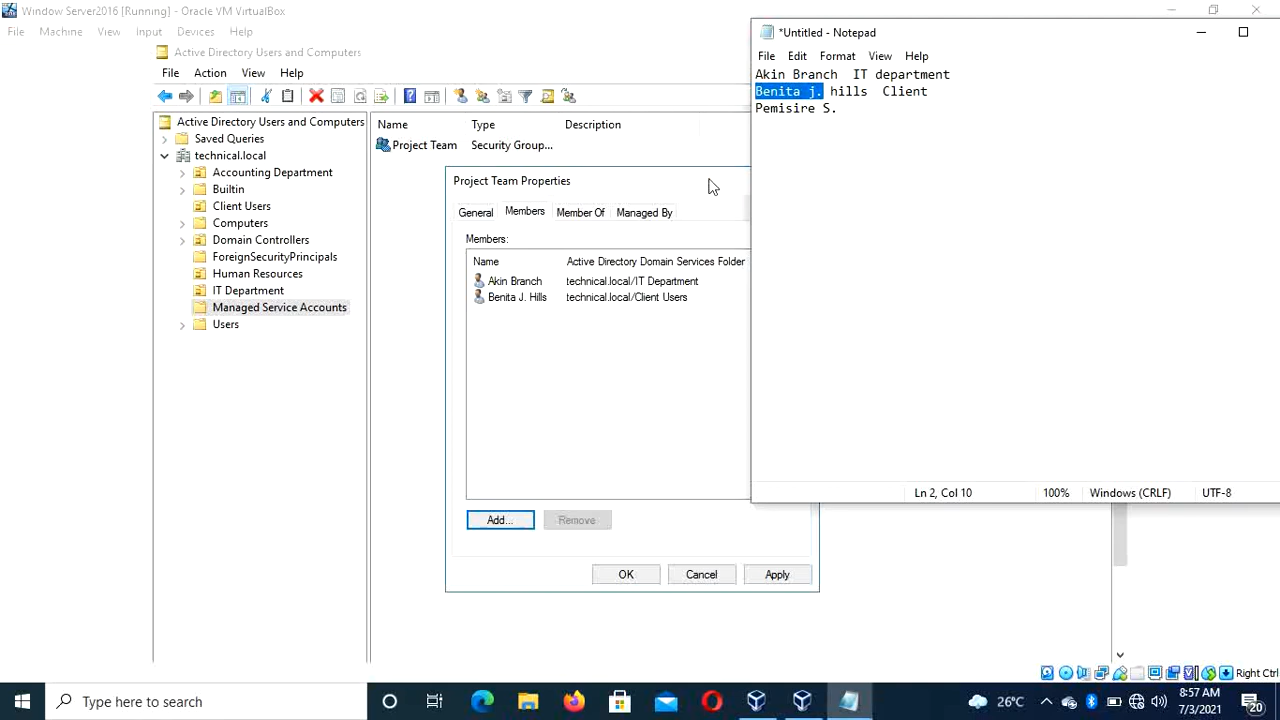 Window Server2016 [Running] - Oracle VM VirtualBox
File Machine View Input Devices Help
Active Directory Users and Computers
File Action View Help
Active Directory Users and Computers
Saved Queries
technical.local
Accounting Department
Builtin
Client Users
Computers
Domain Controllers
ForeignSecurityPrincipals
Human Resources
IT Department
Managed Service Accounts
Users
Name Type Description
Project Team Security Group...
Project Team Properties
General Members Member Of Managed By
Members:
Name Active Directory Domain Services Folder
Akin Branch technical.local/IT Department
Benita J. Hills technical.local/Client Users
Add... Remove
OK Cancel Apply
*Untitled - Notepad
File Edit Format View Help
Akin Branch IT department
Benita j. hills Client
Pemisire S.
Ln 2, Col 10 100% Windows (CRLF) UTF-8
Right Ctrl
Type here to search
26°C
8:57 AM
7/3/2021
20